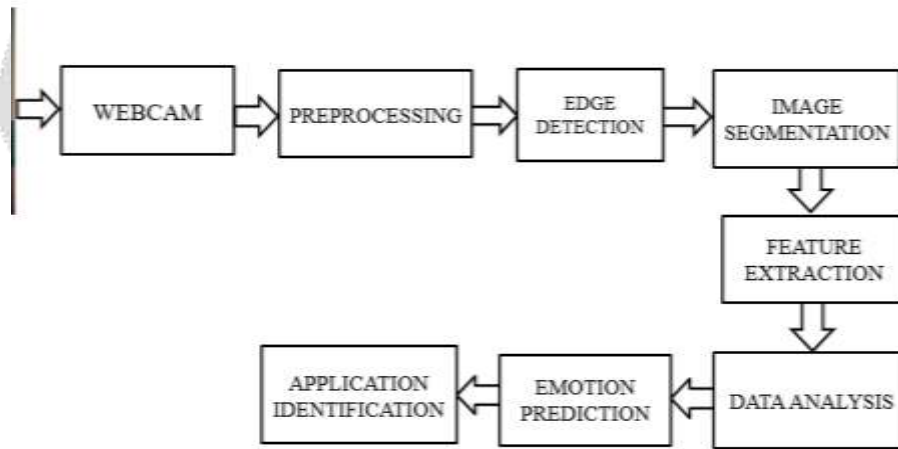 WEBCAM
PREPROCESSING
EDGE
DETECTION
IMAGE
SEGMENTATION
FEATURE
EXTRACTION
DATA ANALYSIS
EMOTION
PREDICTION
APPLICATION
IDENTIFICATION